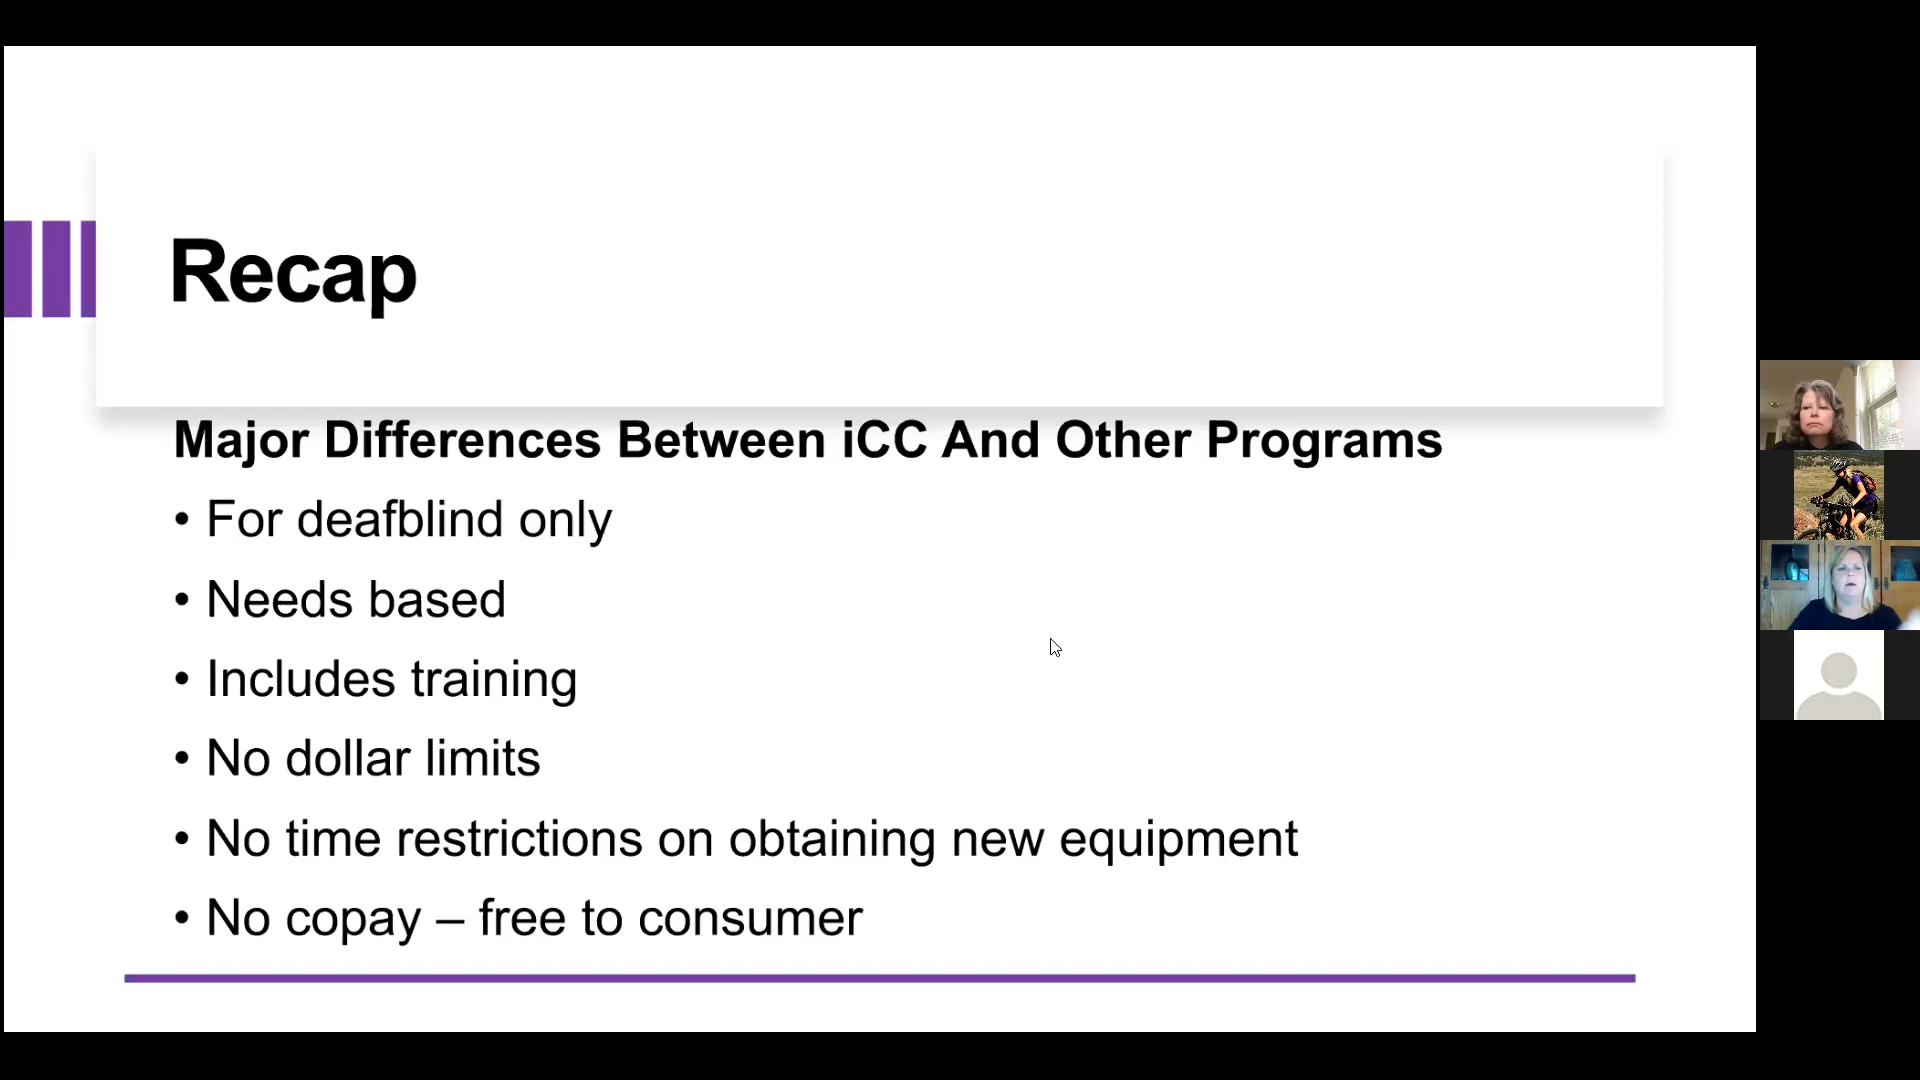 Recap
Major Differences Between iCC And Other Programs
• For deafblind only
• Needs based
• Includes training
• No dollar limits
• No time restrictions on obtaining new equipment
• No copay – free to consumer